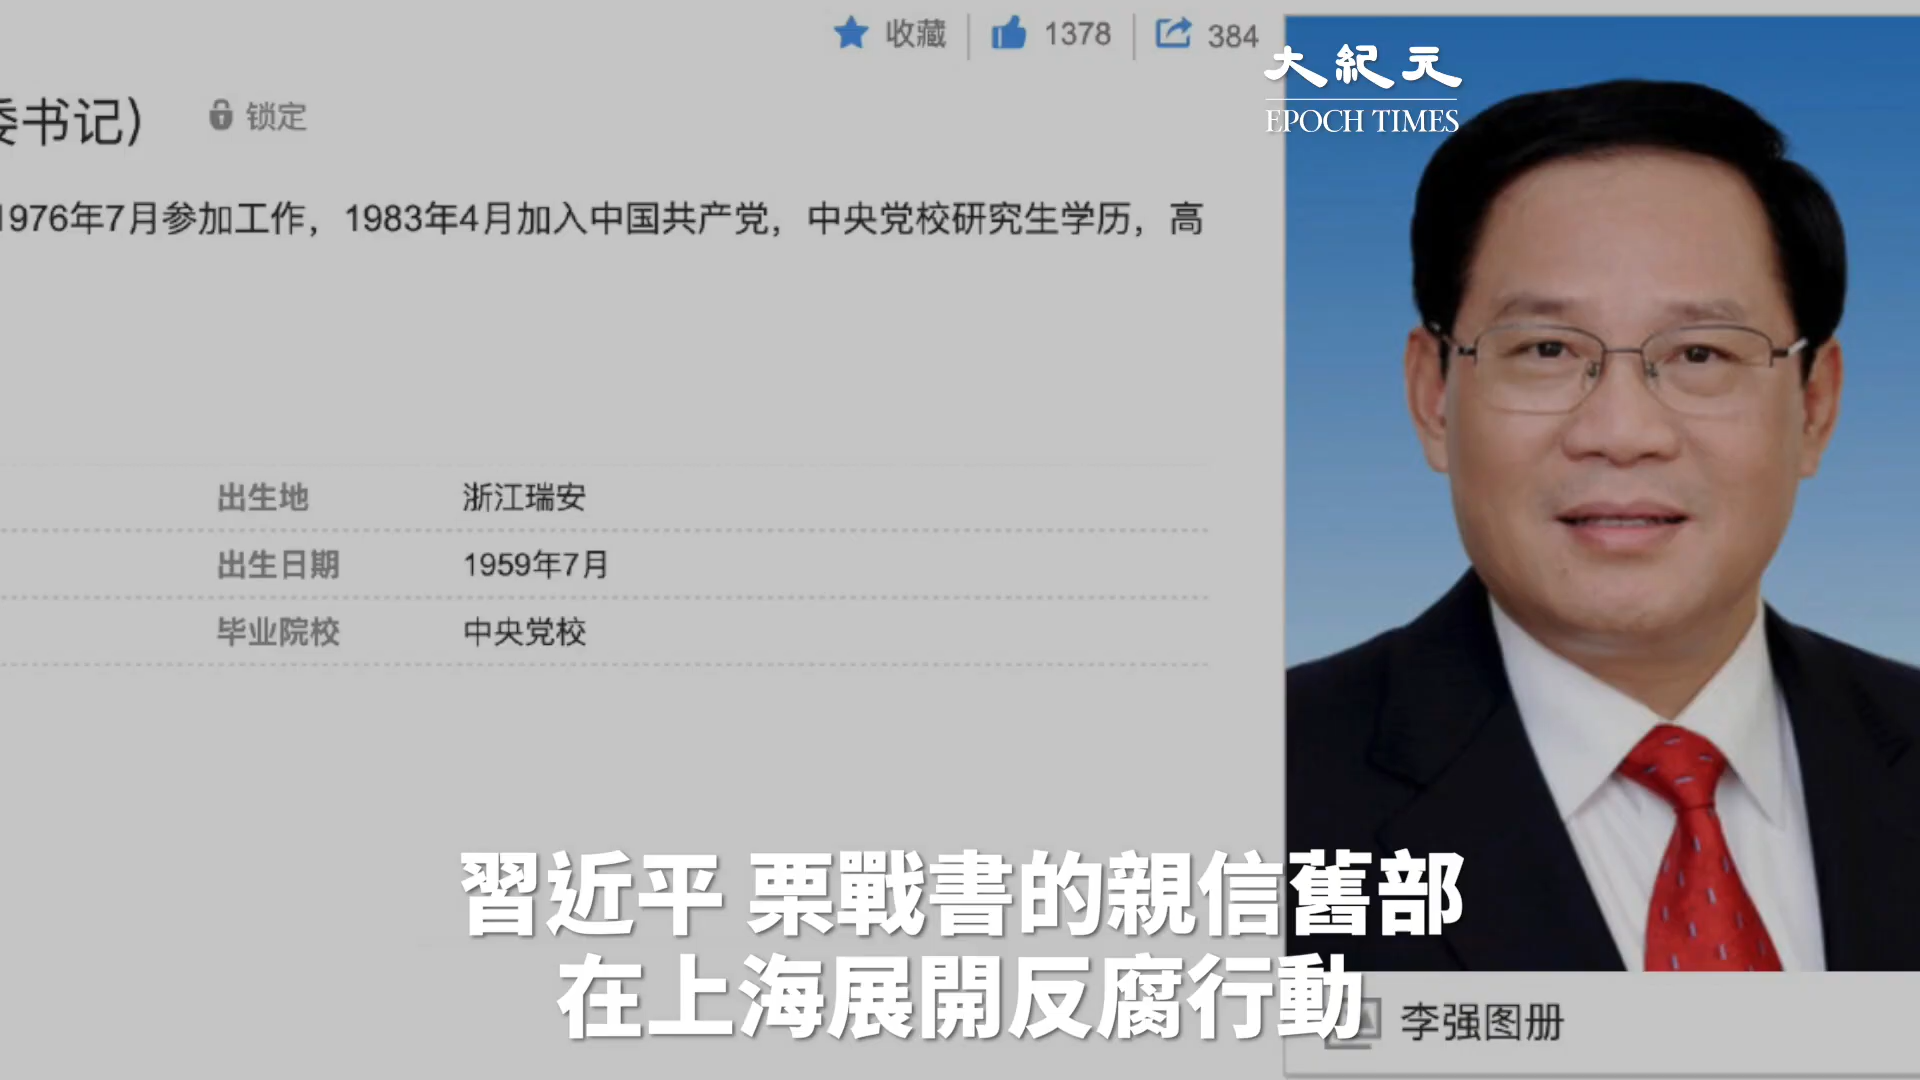 收藏 1378 384
大紀元
EPOCH TIMES
委书记） 锁定
1976年7月参加工作，1983年4月加入中国共产党，中央党校研究生学历，高
出生地 浙江瑞安
出生日期 1959年7月
毕业院校 中央党校
習近平 栗戰書的親信舊部
在上海展開反腐行動
李强图册